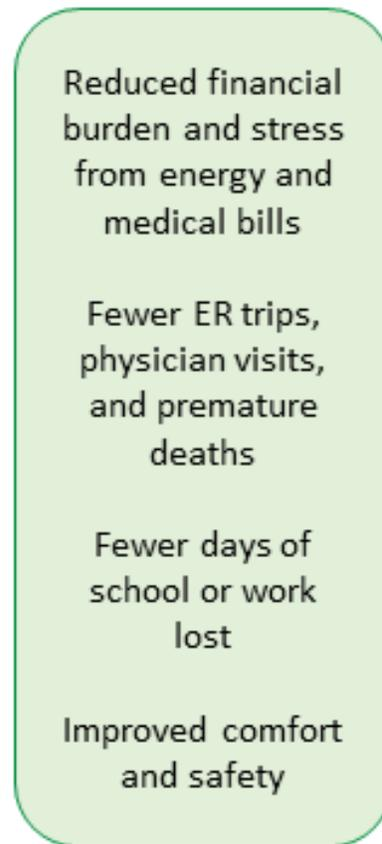 Reduced financial
burden and stress
from energy and
medical bills
Fewer ER trips,
physician visits,
and premature
deaths
Fewer days of
school or work
lost
Improved comfort
and safety